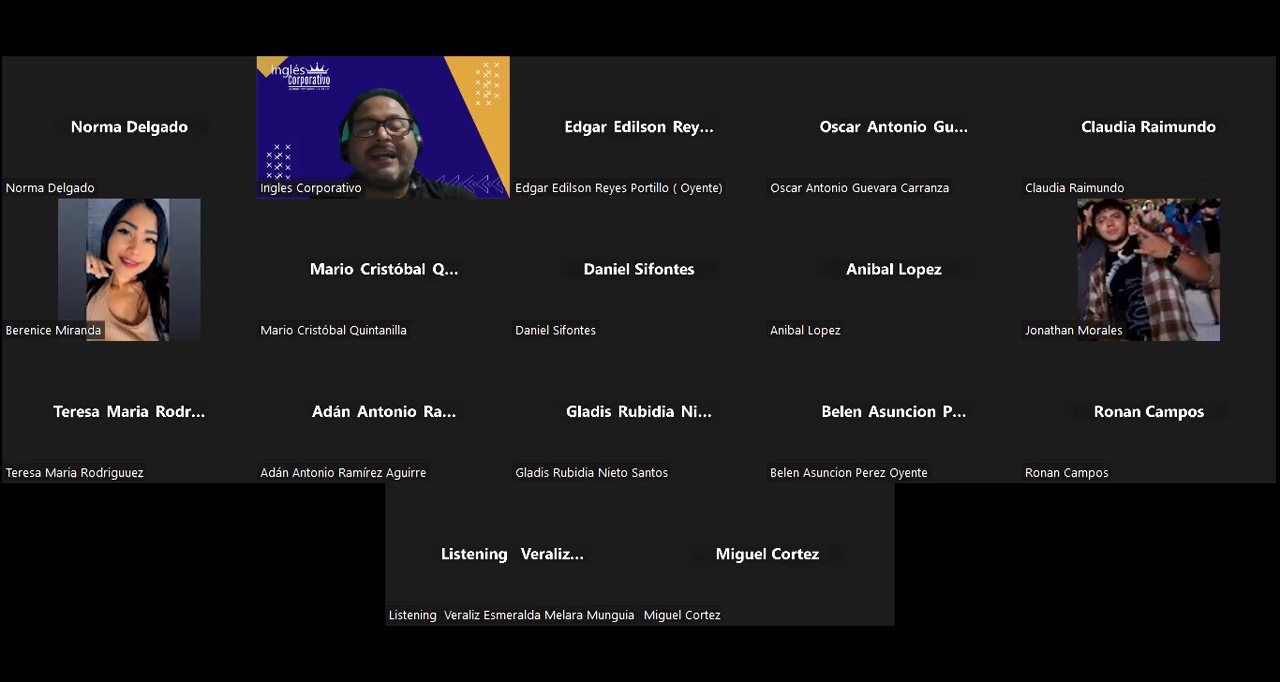 Norma Delgado
Norma Delgado
Inglés
Corporativo
Ingles Corporativo
Edgar Edilson Rey...
Edgar Edilson Reyes Portillo ( Oyente)
Oscar Antonio Gu...
Oscar Antonio Guevara Carranza
Claudia Raimundo
Claudia Raimundo
Berenice Miranda
Mario Cristóbal Q...
Mario Cristóbal Quintanilla
Daniel Sifontes
Daniel Sifontes
Anibal Lopez
Anibal Lopez
Jonathan Morales
Teresa Maria Rodr...
Teresa Maria Rodriguuez
Adán Antonio Ra...
Adán Antonio Ramírez Aguirre
Gladis Rubidia Ni...
Gladis Rubidia Nieto Santos
Belen Asuncion P...
Belen Asuncion Perez Oyente
Ronan Campos
Ronan Campos
Listening Veraliz...
Listening Veraliz Esmeralda Melara Munguia
Miguel Cortez
Miguel Cortez